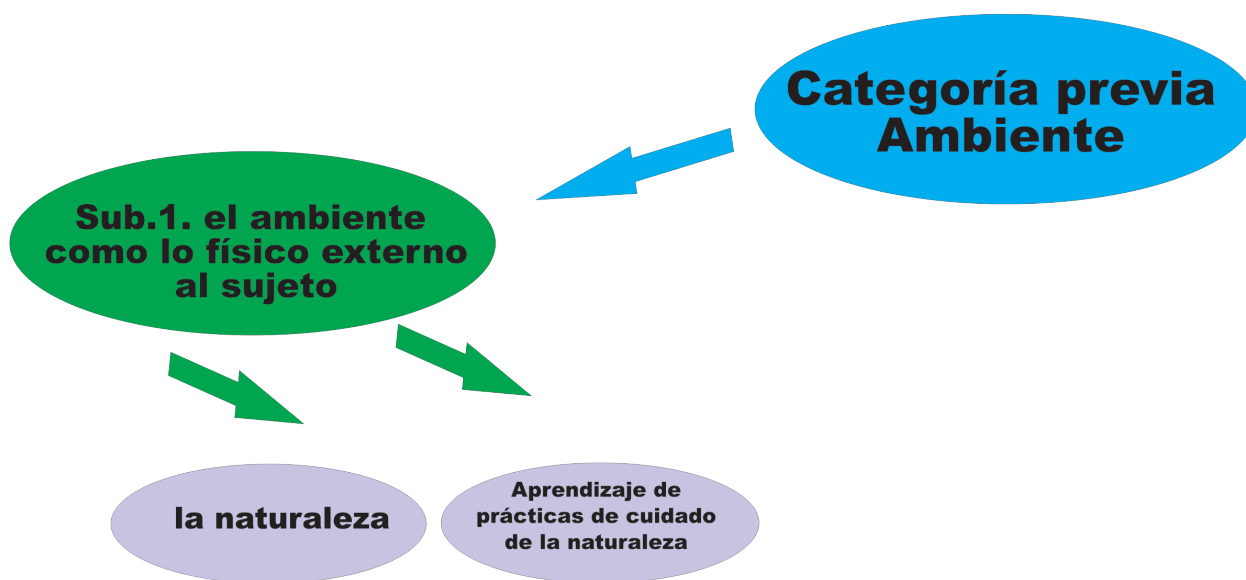 Categoría previa
Ambiente
Sub.1. el ambiente
como lo físico externo
al sujeto
la naturaleza
Aprendizaje de
prácticas de cuidado
de la naturaleza